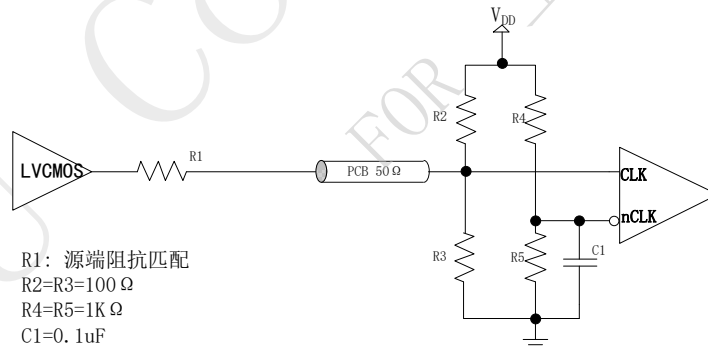 V_DD
R2
R4
R1
LVCMOS
PCB 50Ω
CLK
nCLK
R3
R5
C1
R1: 源端阻抗匹配
R2=R3=100Ω
R4=R5=1KΩ
C1=0.1uF
FOR